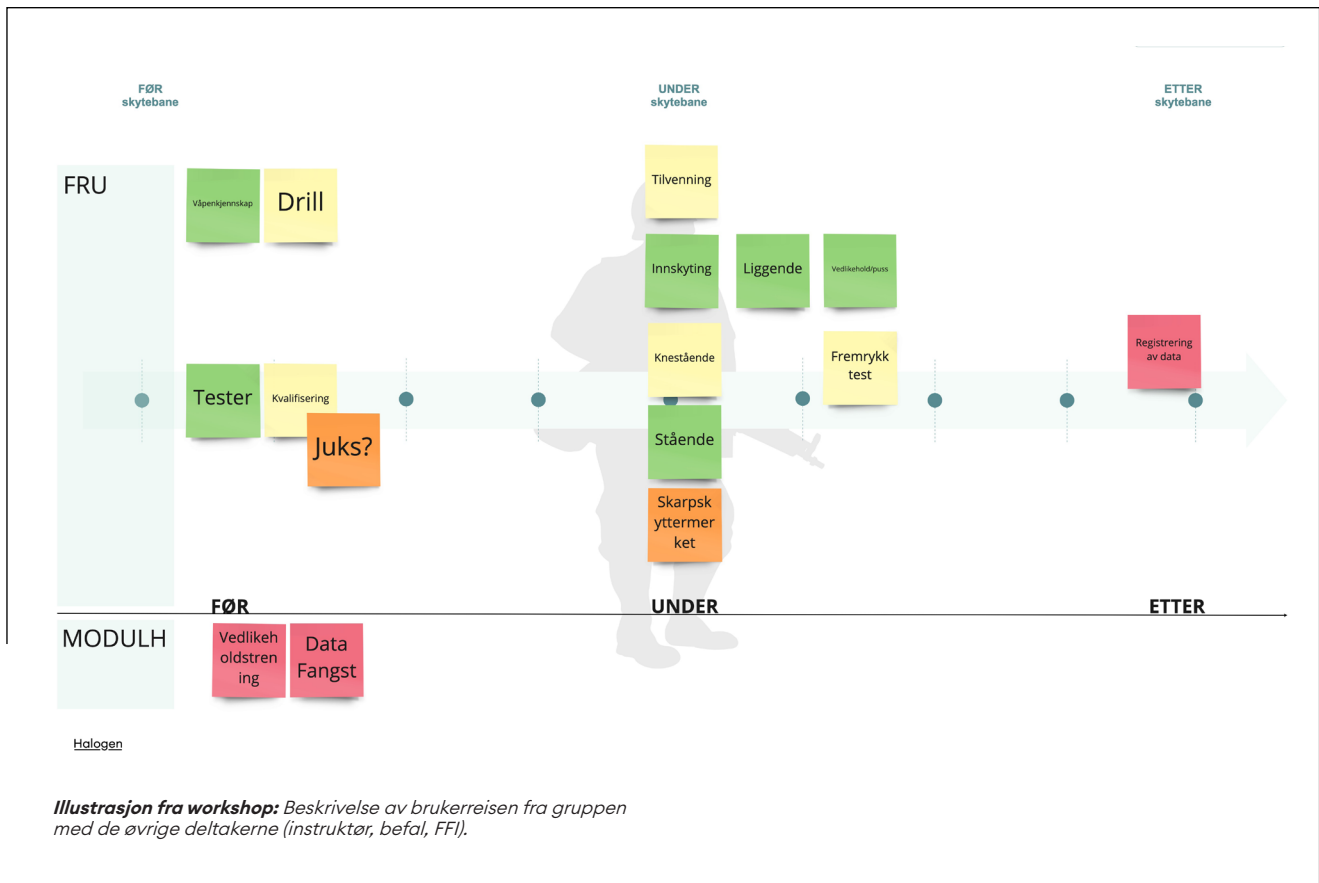 FØR
skytebane
UNDER
skytebane
ETTER
skytebane
FRU
Våpenkjennskap
Drill
Tilvenning
Innskyting
Liggende
Vedlikehold/puss
Knestående
Fremrykk
test
Registrering
av data
Tester
Kvalifisering
Juks?
Stående
Skarpsk
yttermer
ket
FØR
UNDER
ETTER
MODULH
Vedlikeh
oldstren
ing
Data
Fangst
Halogen
Illustrasjon fra workshop: Beskrivelse av brukerreisen fra gruppen
med de øvrige deltakerne (instruktør, befal, FFI).